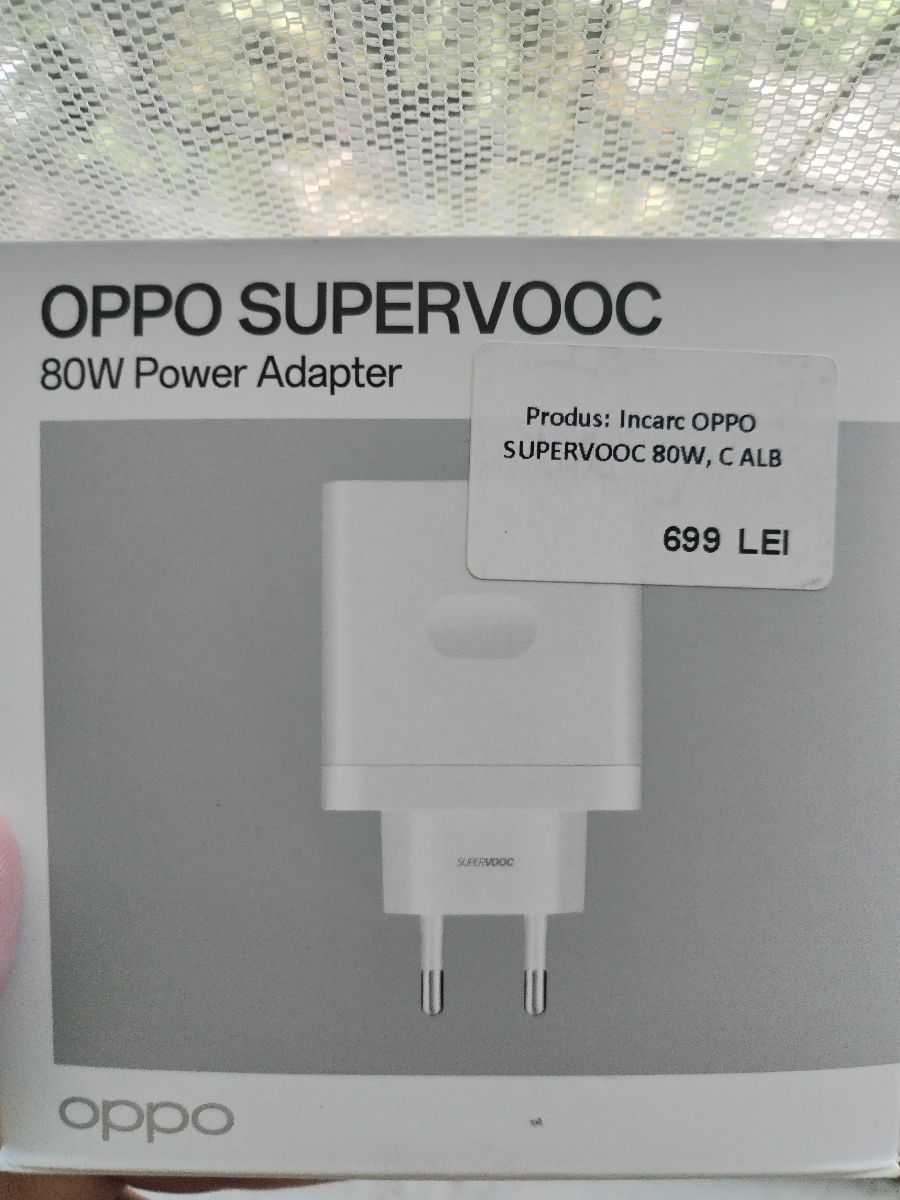 OPPO SUPERVOOC
80W Power Adapter
Produs: Incarc OPPO
SUPERVOOC 80W, C ALB
699 LEI
SUPERVOOC
oppo